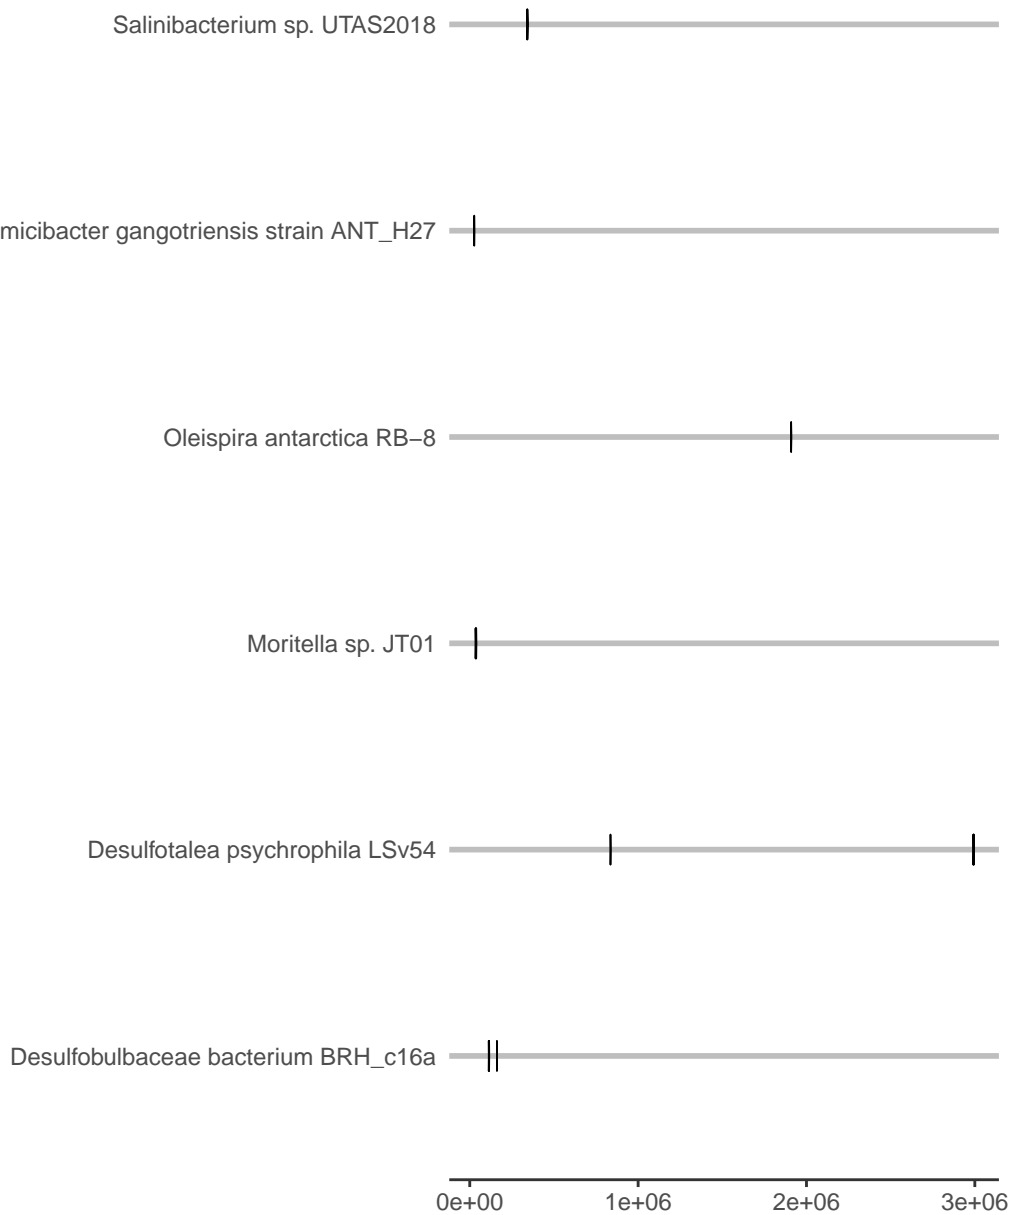 Salinibacterium sp. UTAS2018
micibacter gangotriensis strain ANT_H27
Oleispira antarctica RB−8
Moritella sp. JT01
Desulfotalea psychrophila LSv54
Desulfobulbaceae bacterium BRH_c16a
0e+00 1e+06 2e+06 3e+06